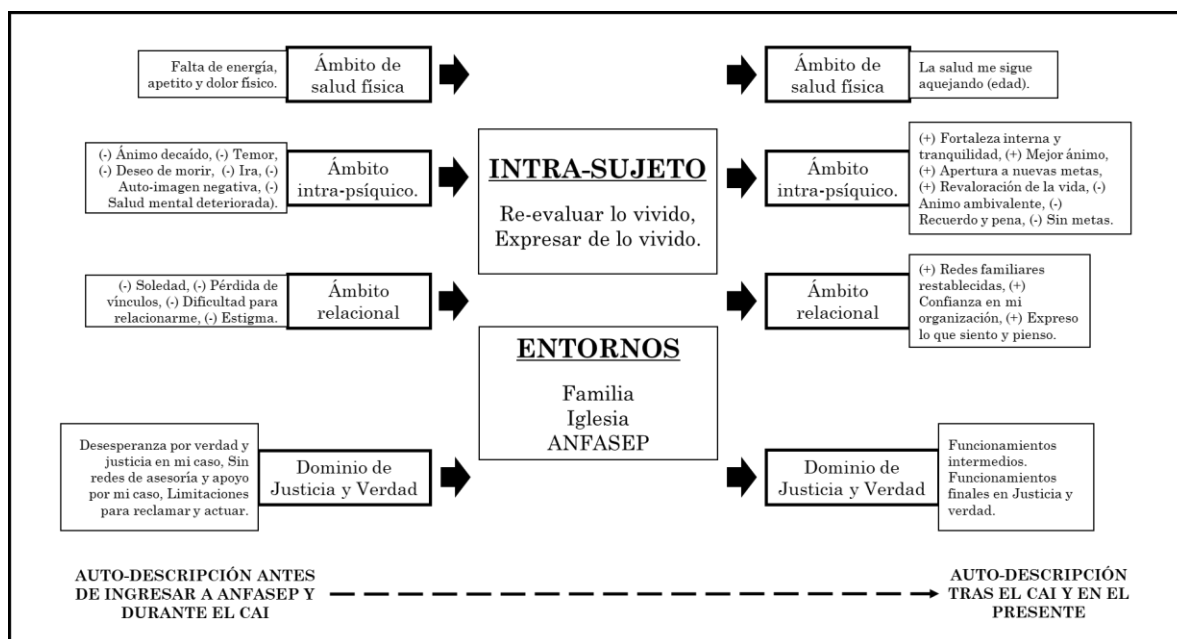 Falta de energía,
apetito y dolor físico.
Ámbito de
salud física
Ámbito de
salud física
La salud me sigue
aquejando (edad).
(-) Ánimo decaído, (-) Temor,
(-) Deseo de morir, (-) Ira, (-)
Auto-imagen negativa, (-)
Salud mental deteriorada).
Ámbito
intra-psíquico.
INTRA-SUJETO
Re-evaluar lo vivido,
Expresar de lo vivido.
Ámbito
intra-psíquico.
(+) Fortaleza interna y
tranquilidad, (+) Mejor ánimo,
(+) Apertura a nuevas metas,
(+) Revaloración de la vida, (-)
Animo ambivalente, (-)
Recuerdo y pena, (-) Sin metas.
(-) Soledad, (-) Pérdida de
vínculos, (-) Dificultad para
relacionarme, (-) Estigma.
Ámbito
relacional
Ámbito
relacional
(+) Redes familiares
restablecidas, (+)
Confianza en mi
organización, (+) Expreso
lo que siento y pienso.
ENTORNOS
Familia
Iglesia
ANFASEP
Desesperanza por verdad y
justicia en mi caso, Sin
redes de asesoría y apoyo
por mi caso, Limitaciones
para reclamar y actuar.
Dominio de
Justicia y Verdad
Dominio de
Justicia y Verdad
Funcionamientos
intermedios.
Funcionamientos
finales en Justicia y
verdad.
AUTO-DESCRIPCIÓN ANTES
DE INGRESAR A ANFASEP Y
DURANTE EL CAI
AUTO-DESCRIPCIÓN
TRAS EL CAI Y EN EL
PRESENTE